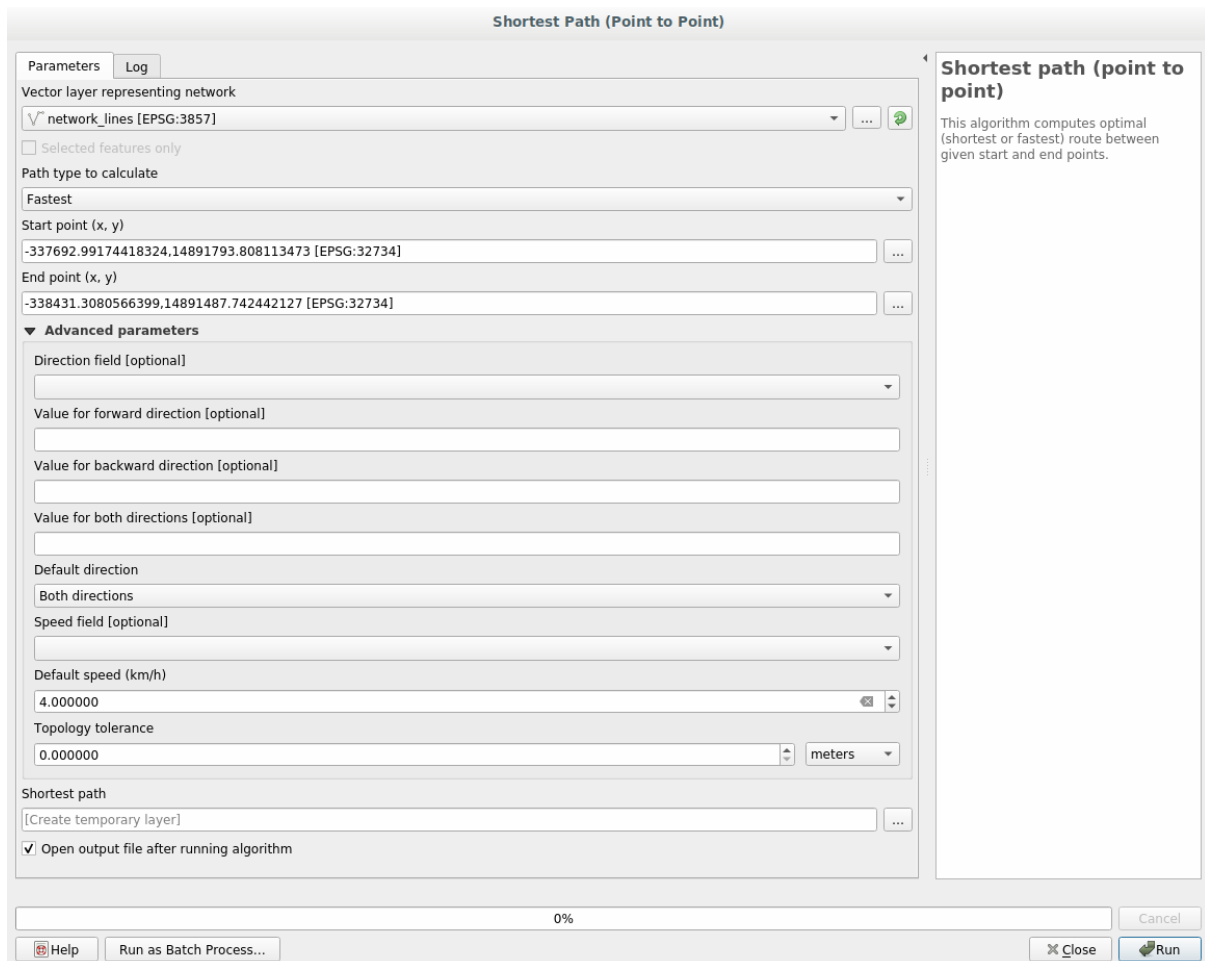 Shortest Path (Point to Point)
Parameters
Log
Vector layer representing network
network_lines [EPSG:3857]
...
Selected features only
Path type to calculate
Fastest
Start point (x, y)
-337692.99174418324,14891793.808113473 [EPSG:32734]
...
End point (x, y)
-338431.3080566399,14891487.742442127 [EPSG:32734]
...
Advanced parameters
Direction field [optional]
Value for forward direction [optional]
Value for backward direction [optional]
Value for both directions [optional]
Default direction
Both directions
Speed field [optional]
Default speed (km/h)
4.000000
Topology tolerance
0.000000
meters
Shortest path
[Create temporary layer]
...
Open output file after running algorithm
Shortest path (point to
point)
This algorithm computes optimal
(shortest or fastest) route between
given start and end points.
0%
Cancel
Help
Run as Batch Process...
Close
Run